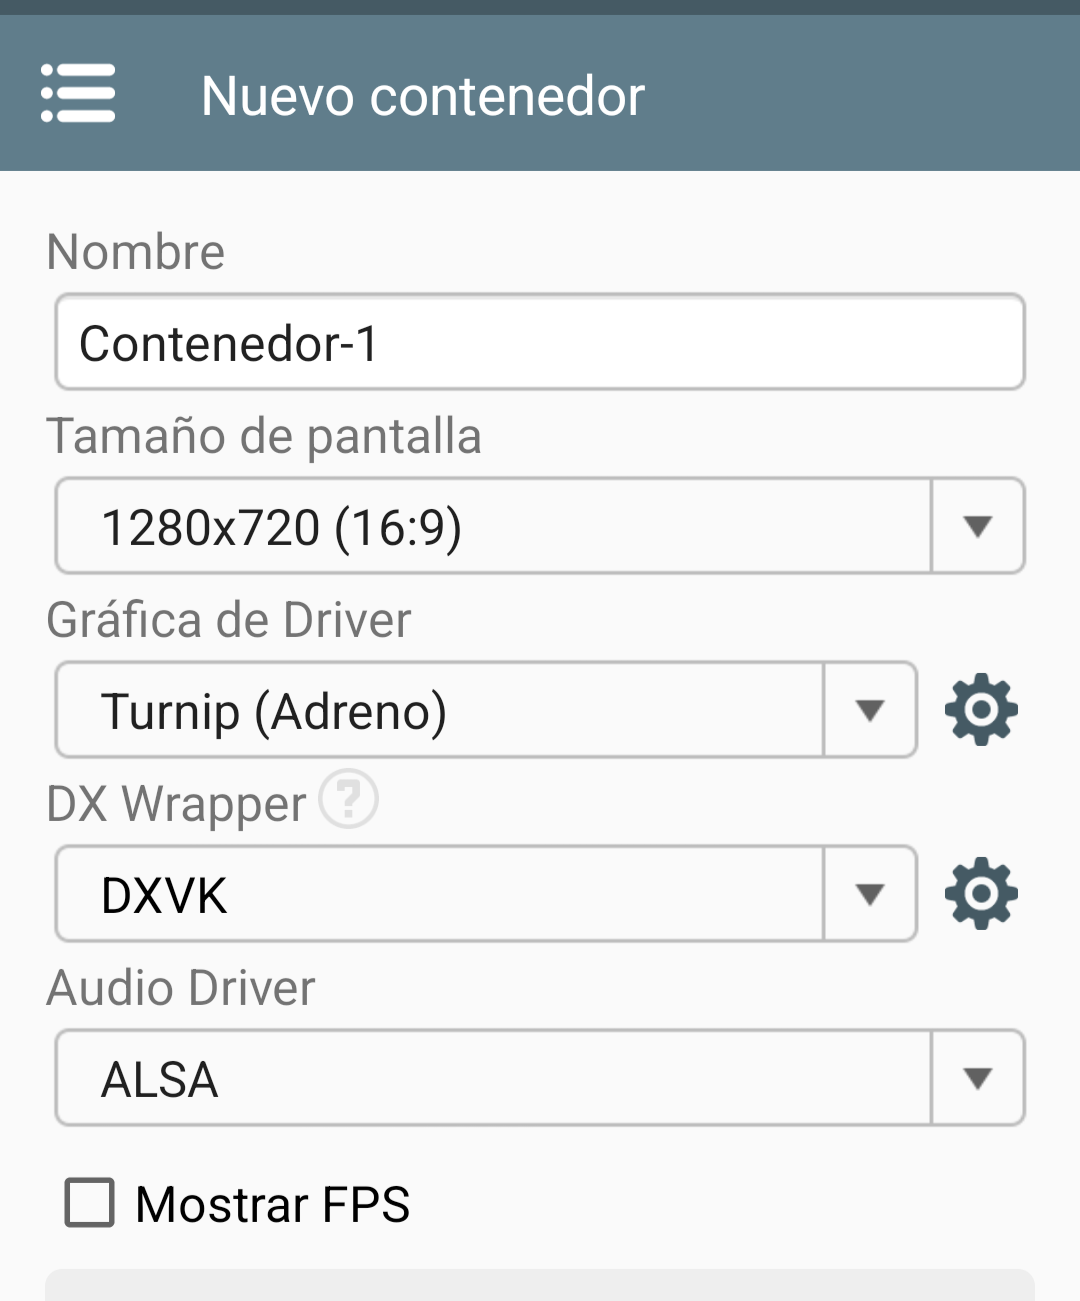 Nuevo contenedor
Nombre
Contenedor-1
Tamaño de pantalla
1280x720 (16:9)
Gráfica de Driver
Turnip (Adreno)
DX Wrapper ?
DXVK
Audio Driver
ALSA
Mostrar FPS